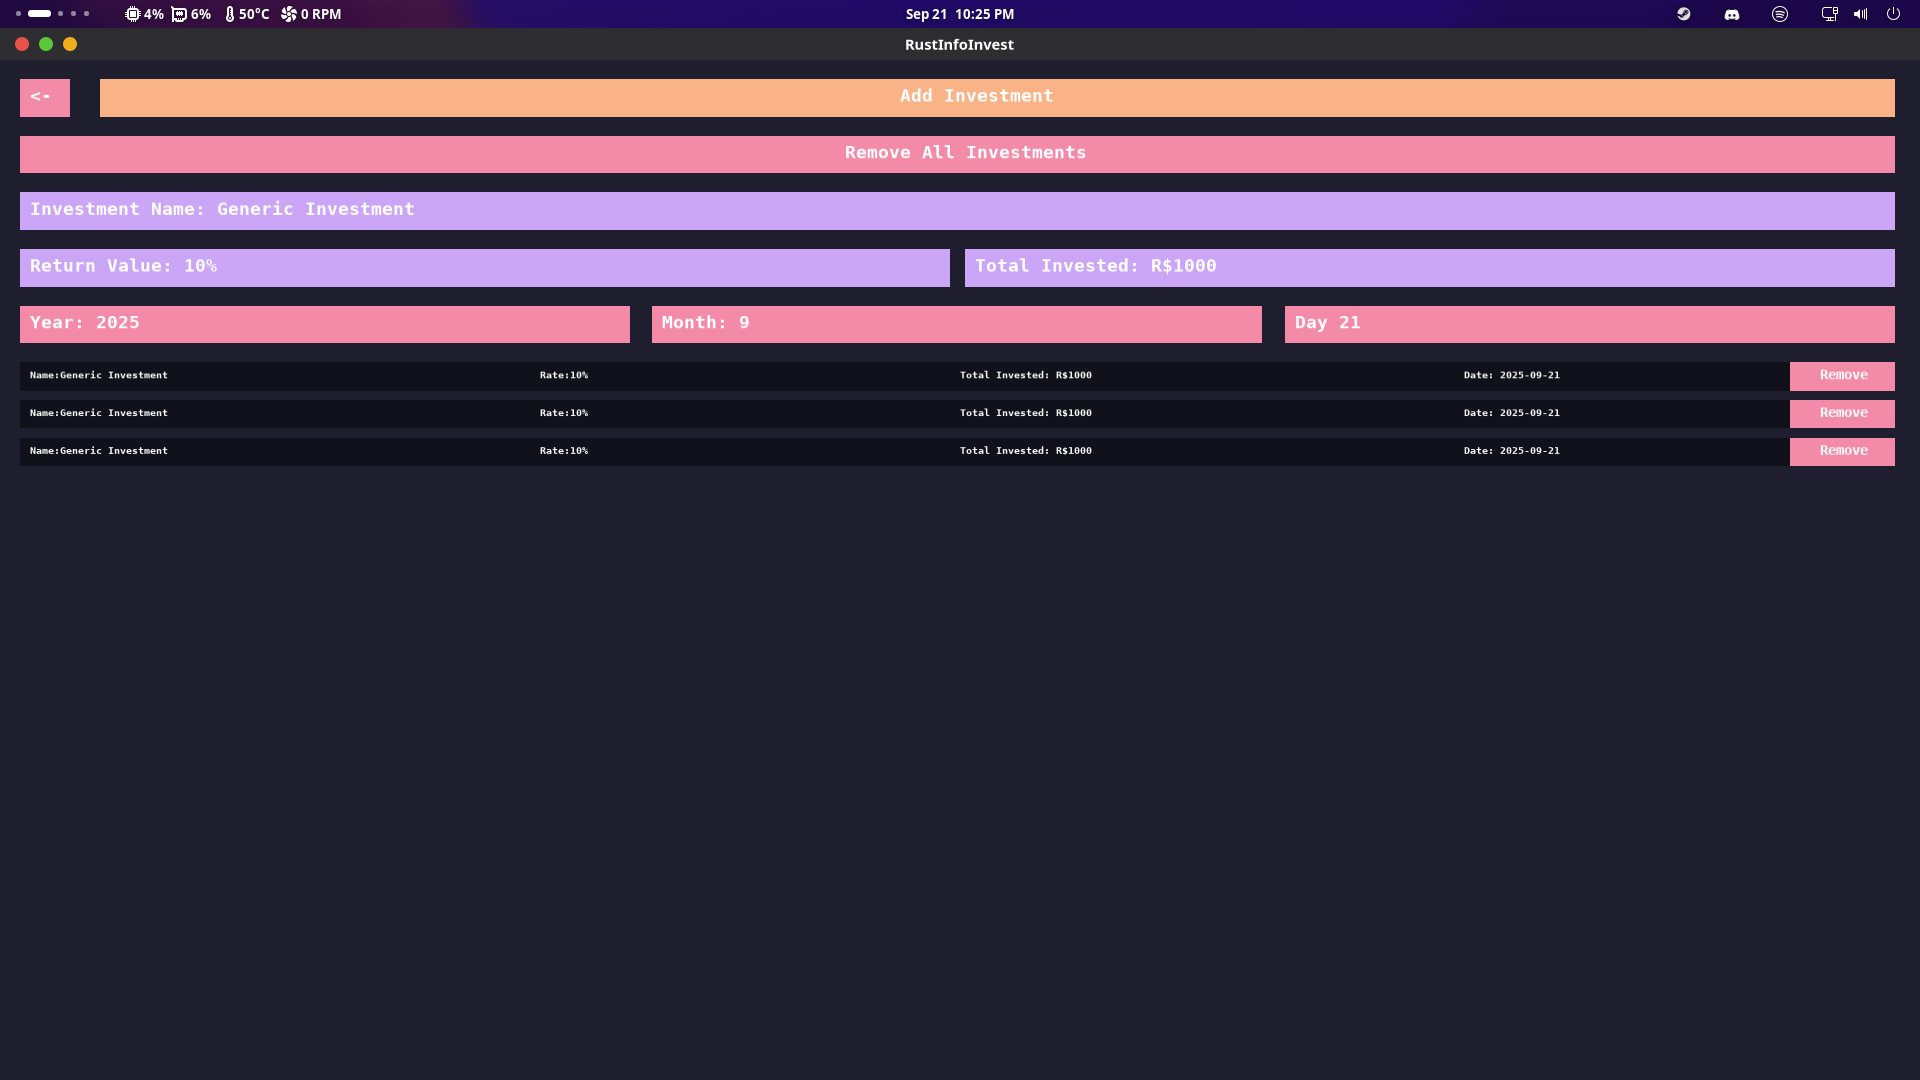 4% 6% 50°C 0 RPM Sep 21 10:25 PM
RustInfoInvest
<- Add Investment
Remove All Investments
Investment Name: Generic Investment
Return Value: 10% Total Invested: R$1000
Year: 2025 Month: 9 Day 21
Name:Generic Investment Rate:10% Total Invested: R$1000 Date: 2025-09-21 Remove
Name:Generic Investment Rate:10% Total Invested: R$1000 Date: 2025-09-21 Remove
Name:Generic Investment Rate:10% Total Invested: R$1000 Date: 2025-09-21 Remove